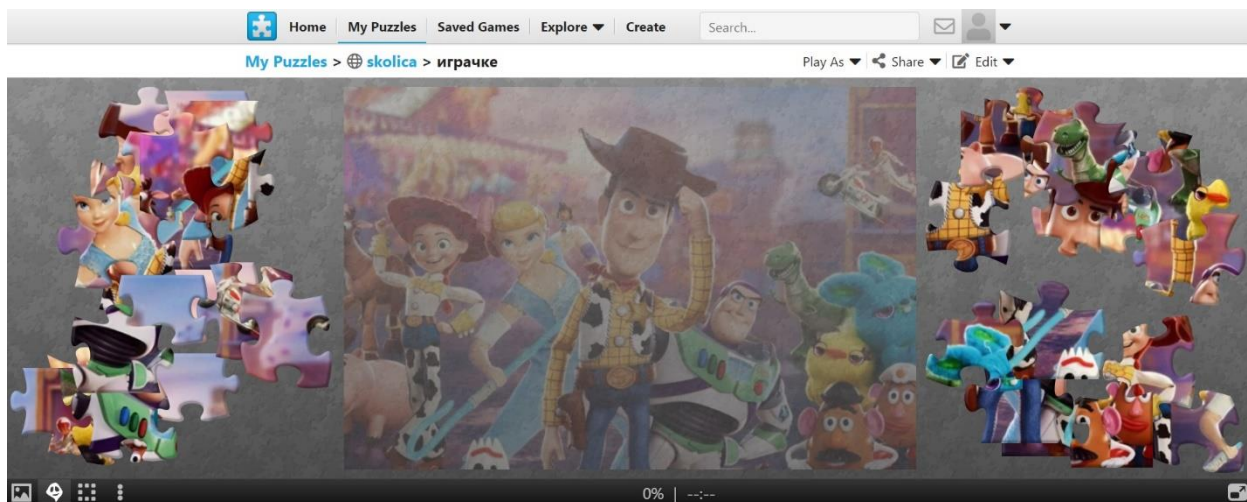 Home My Puzzles Saved Games Explore Create Search...
My Puzzles > skolica > играчке Play As Share Edit
0% | --:--